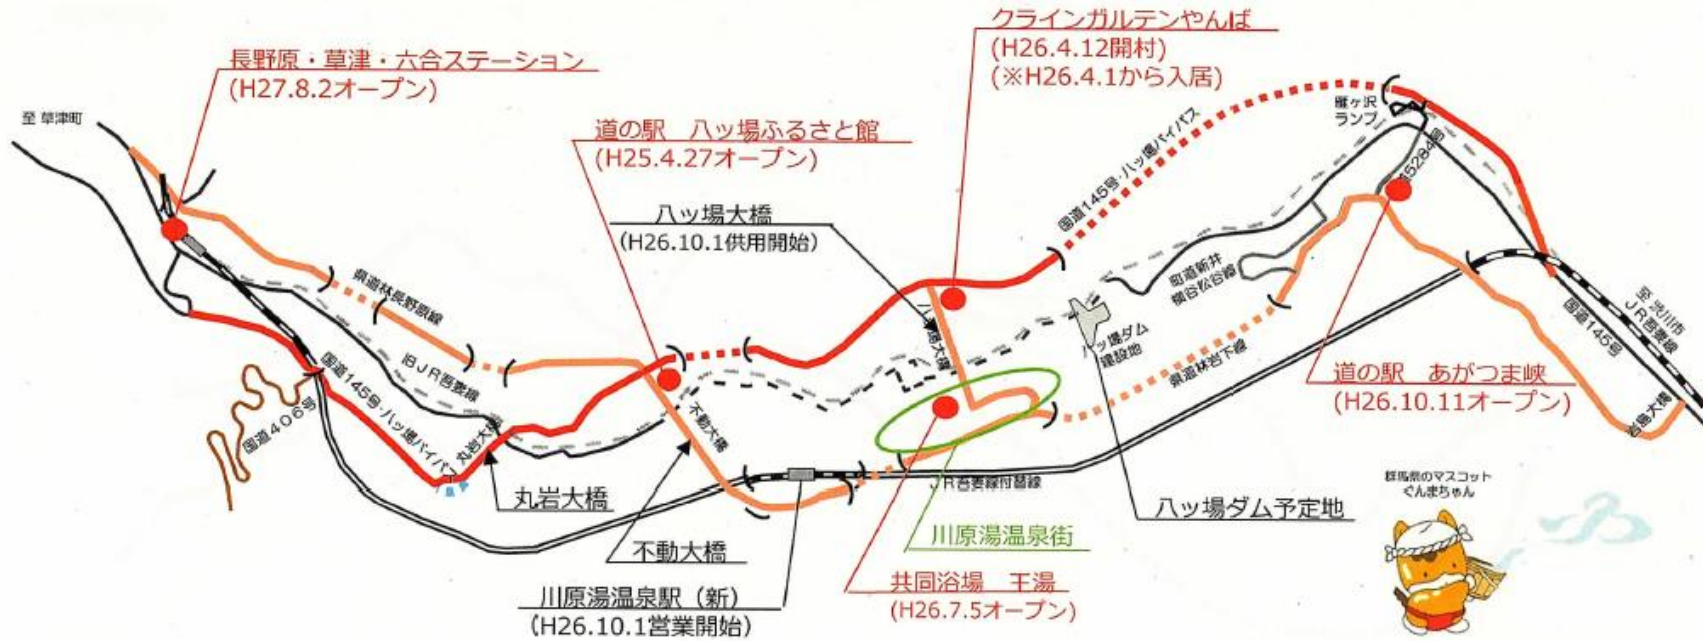 クラインガルテンやんば
(H26.4.12開村)
(※H26.4.1から入居)
長野原・草津・六合ステーション
(H27.8.2オープン)
至 草津町
道の駅　八ッ場ふるさと館
(H25.4.27オープン)
八ッ場大橋
(H26.10.1供用開始)
国道145号・八ッ場バイパス
雁ヶ沢
ランプ
県道林長野原線
旧JR吾妻線
国道145号・八ッ場バイパス
国道406号
丸岩大橋
不動大橋
八ッ場大橋
町道新井
横谷松谷線
八ッ場ダム
建設地
県道林岩下線
至 渋川市
JR吾妻線
国道145号
岩島大橋
道の駅　あがつま峡
(H26.10.11オープン)
丸岩大橋
不動大橋
川原湯温泉駅（新）
(H26.10.1営業開始)
JR吾妻線付替線
川原湯温泉街
共同浴場　王湯
(H26.7.5オープン)
八ッ場ダム予定地
群馬県のマスコット
ぐんまちゃん